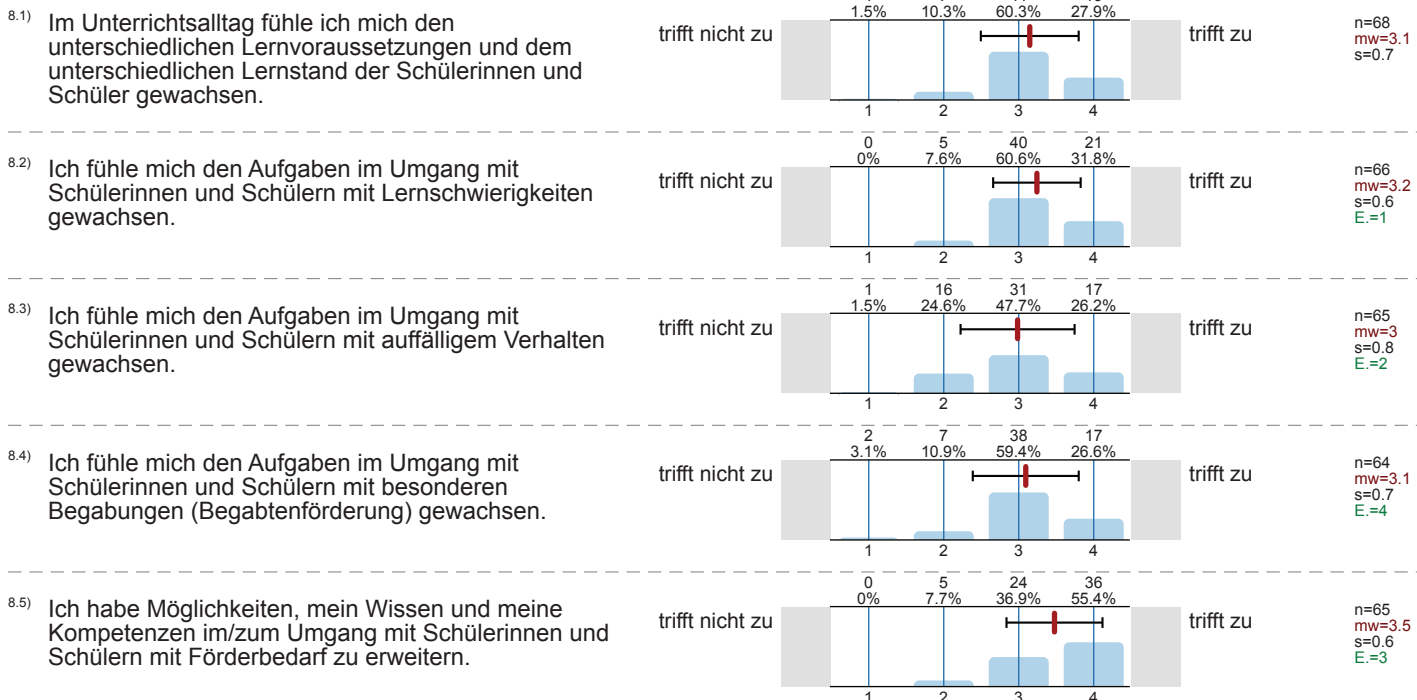 1.5% 10.3% 60.3% 27.9%
8.1) Im Unterrichtsalltag fühle ich mich den
unterschiedlichen Lernvoraussetzungen und dem
unterschiedlichen Lernstand der Schülerinnen und
Schüler gewachsen.
trifft nicht zu
trifft zu
n=68
mw=3.1
s=0.7
1 2 3 4
0 5 40 21
0% 7.6% 60.6% 31.8%
8.2) Ich fühle mich den Aufgaben im Umgang mit
Schülerinnen und Schülern mit Lernschwierigkeiten
gewachsen.
trifft nicht zu
trifft zu
n=66
mw=3.2
s=0.6
E.=1
1 2 3 4
1 16 31 17
1.5% 24.6% 47.7% 26.2%
8.3) Ich fühle mich den Aufgaben im Umgang mit
Schülerinnen und Schülern mit auffälligem Verhalten
gewachsen.
trifft nicht zu
trifft zu
n=65
mw=3
s=0.8
E.=2
1 2 3 4
2 7 38 17
3.1% 10.9% 59.4% 26.6%
8.4) Ich fühle mich den Aufgaben im Umgang mit
Schülerinnen und Schülern mit besonderen
Begabungen (Begabtenförderung) gewachsen.
trifft nicht zu
trifft zu
n=64
mw=3.1
s=0.7
E.=4
1 2 3 4
0 5 24 36
0% 7.7% 36.9% 55.4%
8.5) Ich habe Möglichkeiten, mein Wissen und meine
Kompetenzen im/zum Umgang mit Schülerinnen und
Schülern mit Förderbedarf zu erweitern.
trifft nicht zu
trifft zu
n=65
mw=3.5
s=0.6
E.=3
1 2 3 4